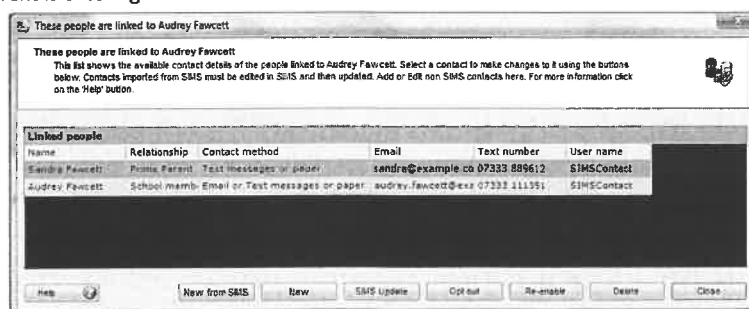 These people are linked to Audrey Fawcett
These people are linked to Audrey Fawcett
This list shows the available contact details of the people linked to Audrey Fawcett. Select a contact to make changes to it using the buttons
below. Contacts imported from SIMS must be edited in SIMS and then updated. Add or Edit non SIMS contacts here. For more information click
on the 'Help' button.
Linked people
Name Relationship Contact method Email Text number User name
Sandra Fawcett Prime Parent Text messages or paper sandra@example.co 07333 889612 SIMSContact
Audrey Fawcett School memb Email or Text messages or paper audrey.fawcett@exa 07333 111351 SIMSContact
Help New from SIMS New SIMS Update Opt out Re-enable Delete Close